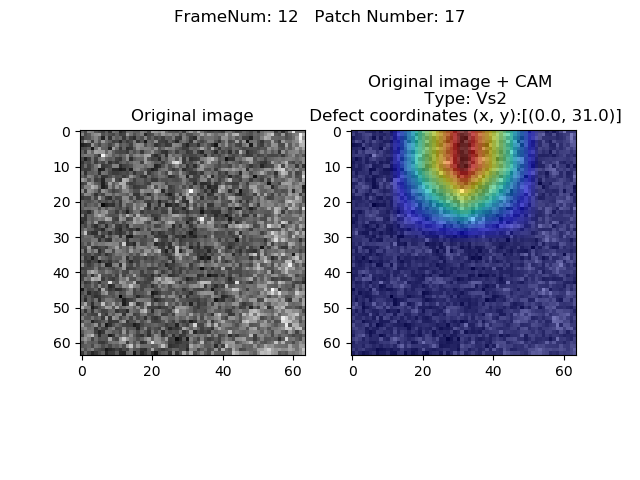 FrameNum: 12   Patch Number: 17
Original image
0
10
20
30
40
50
60
0 20 40 60
Original image + CAM
Type: Vs2
Defect coordinates (x, y):[(0.0, 31.0)]
0
10
20
30
40
50
60
0 20 40 60